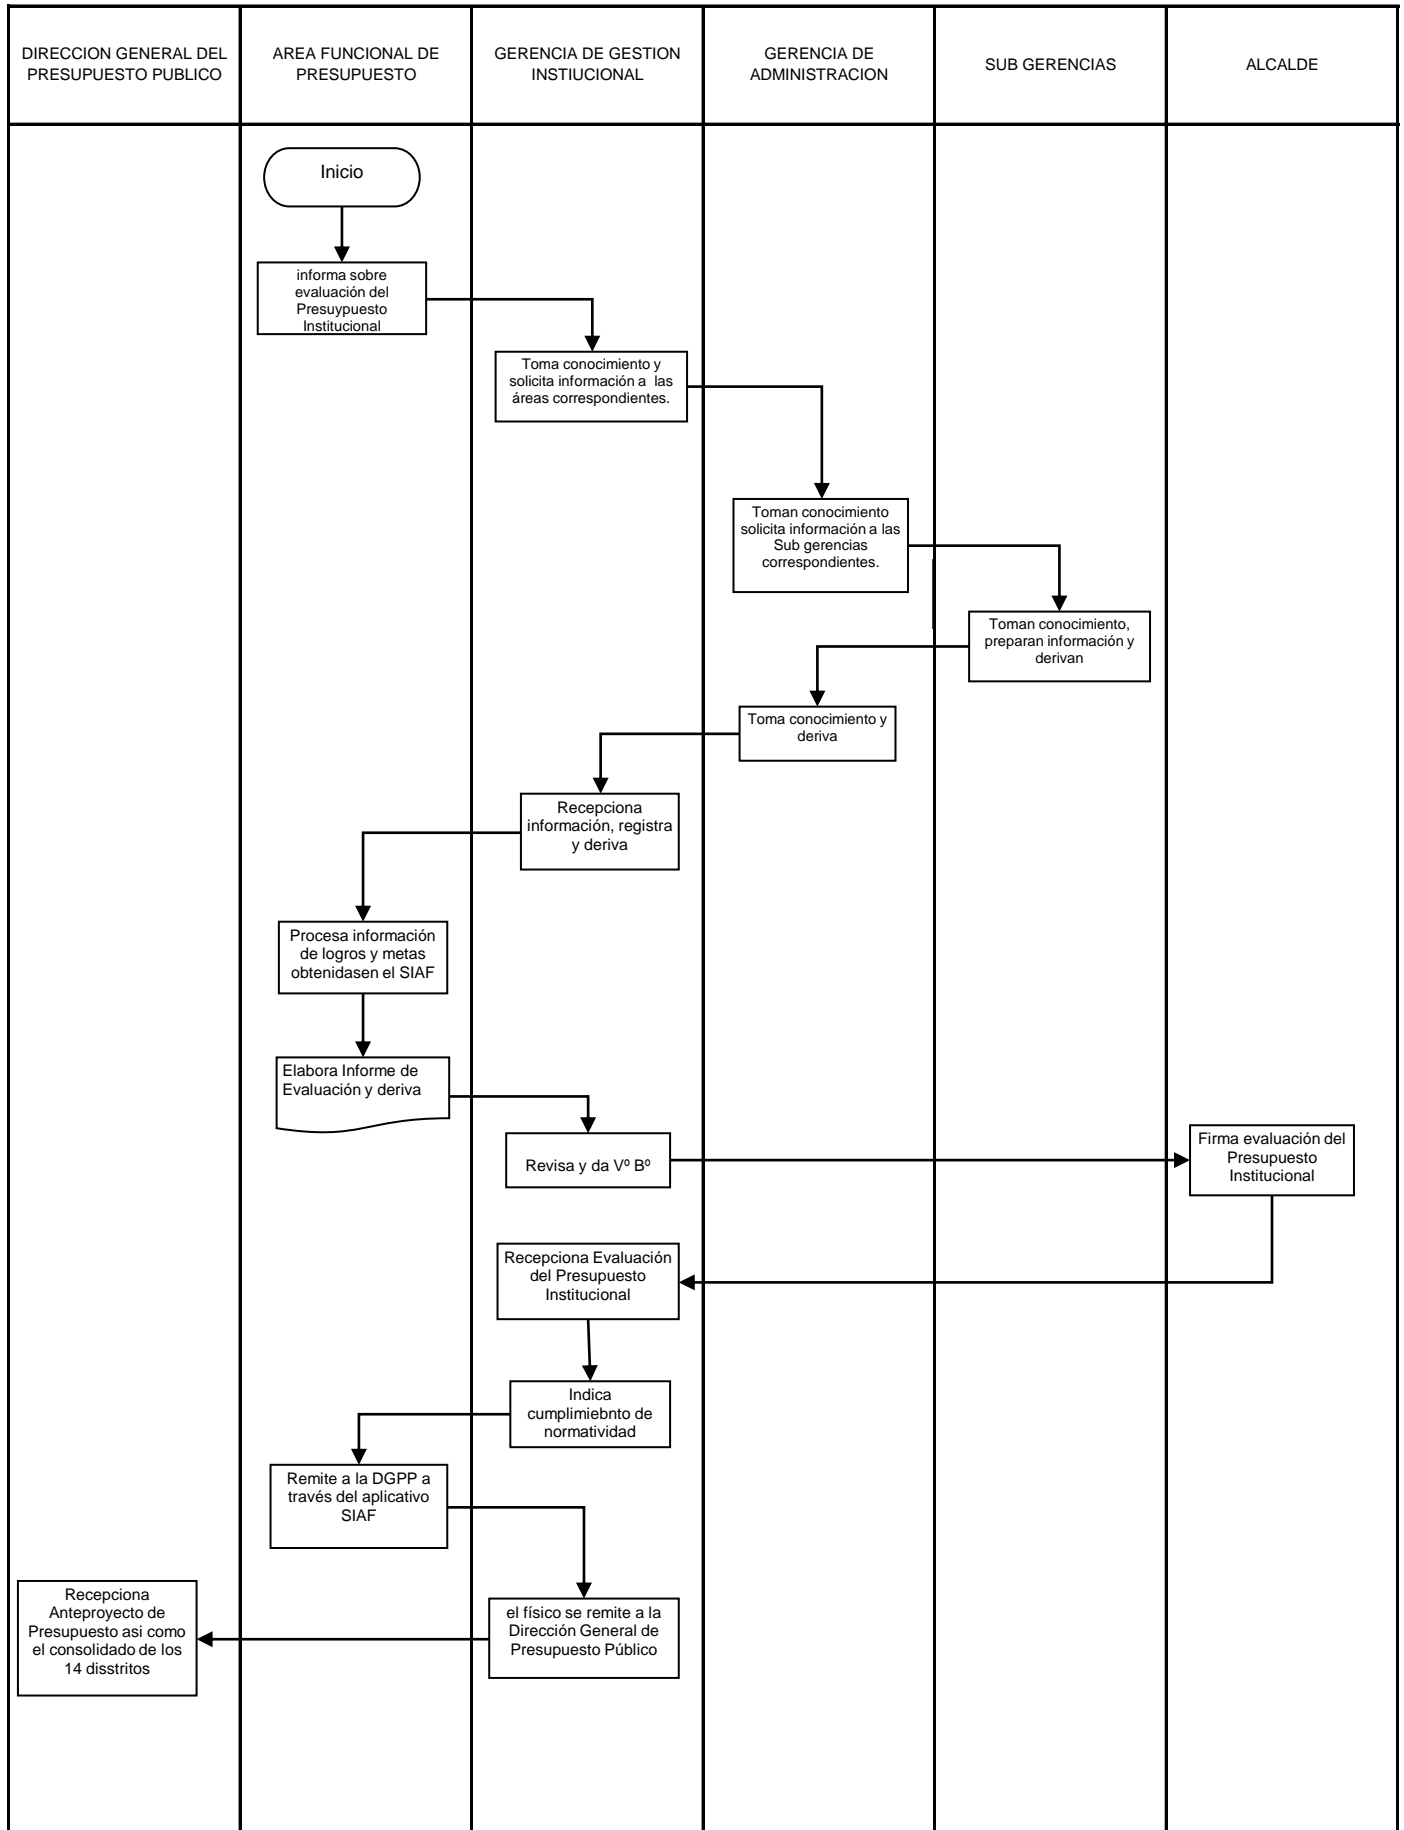 DIRECCION GENERAL DEL
PRESUPUESTO PUBLICO
AREA FUNCIONAL DE
PRESUPUESTO
GERENCIA DE GESTION
INSTIUCIONAL
GERENCIA DE
ADMINISTRACION
SUB GERENCIAS
ALCALDE
Inicio
informa sobre
evaluación del
Presuypuesto
Institucional
Toma conocimiento y
solicita información a las
áreas correspondientes.
Toman conocimiento
solicita información a las
Sub gerencias
correspondientes.
Toman conocimiento,
preparan información y
derivan
Toma conocimiento y
deriva
Recepciona
información, registra
y deriva
Procesa información
de logros y metas
obtenidasen el SIAF
Elabora Informe de
Evaluación y deriva
Revisa y da Vº Bº
Firma evaluación del
Presupuesto
Institucional
Recepciona Evaluación
del Presupuesto
Institucional
Indica
cumplimiebnto de
normatividad
Remite a la DGPP a
través del aplicativo
SIAF
el físico se remite a la
Dirección General de
Presupuesto Público
Recepciona
Anteproyecto de
Presupuesto asi como
el consolidado de los
14 disstritos